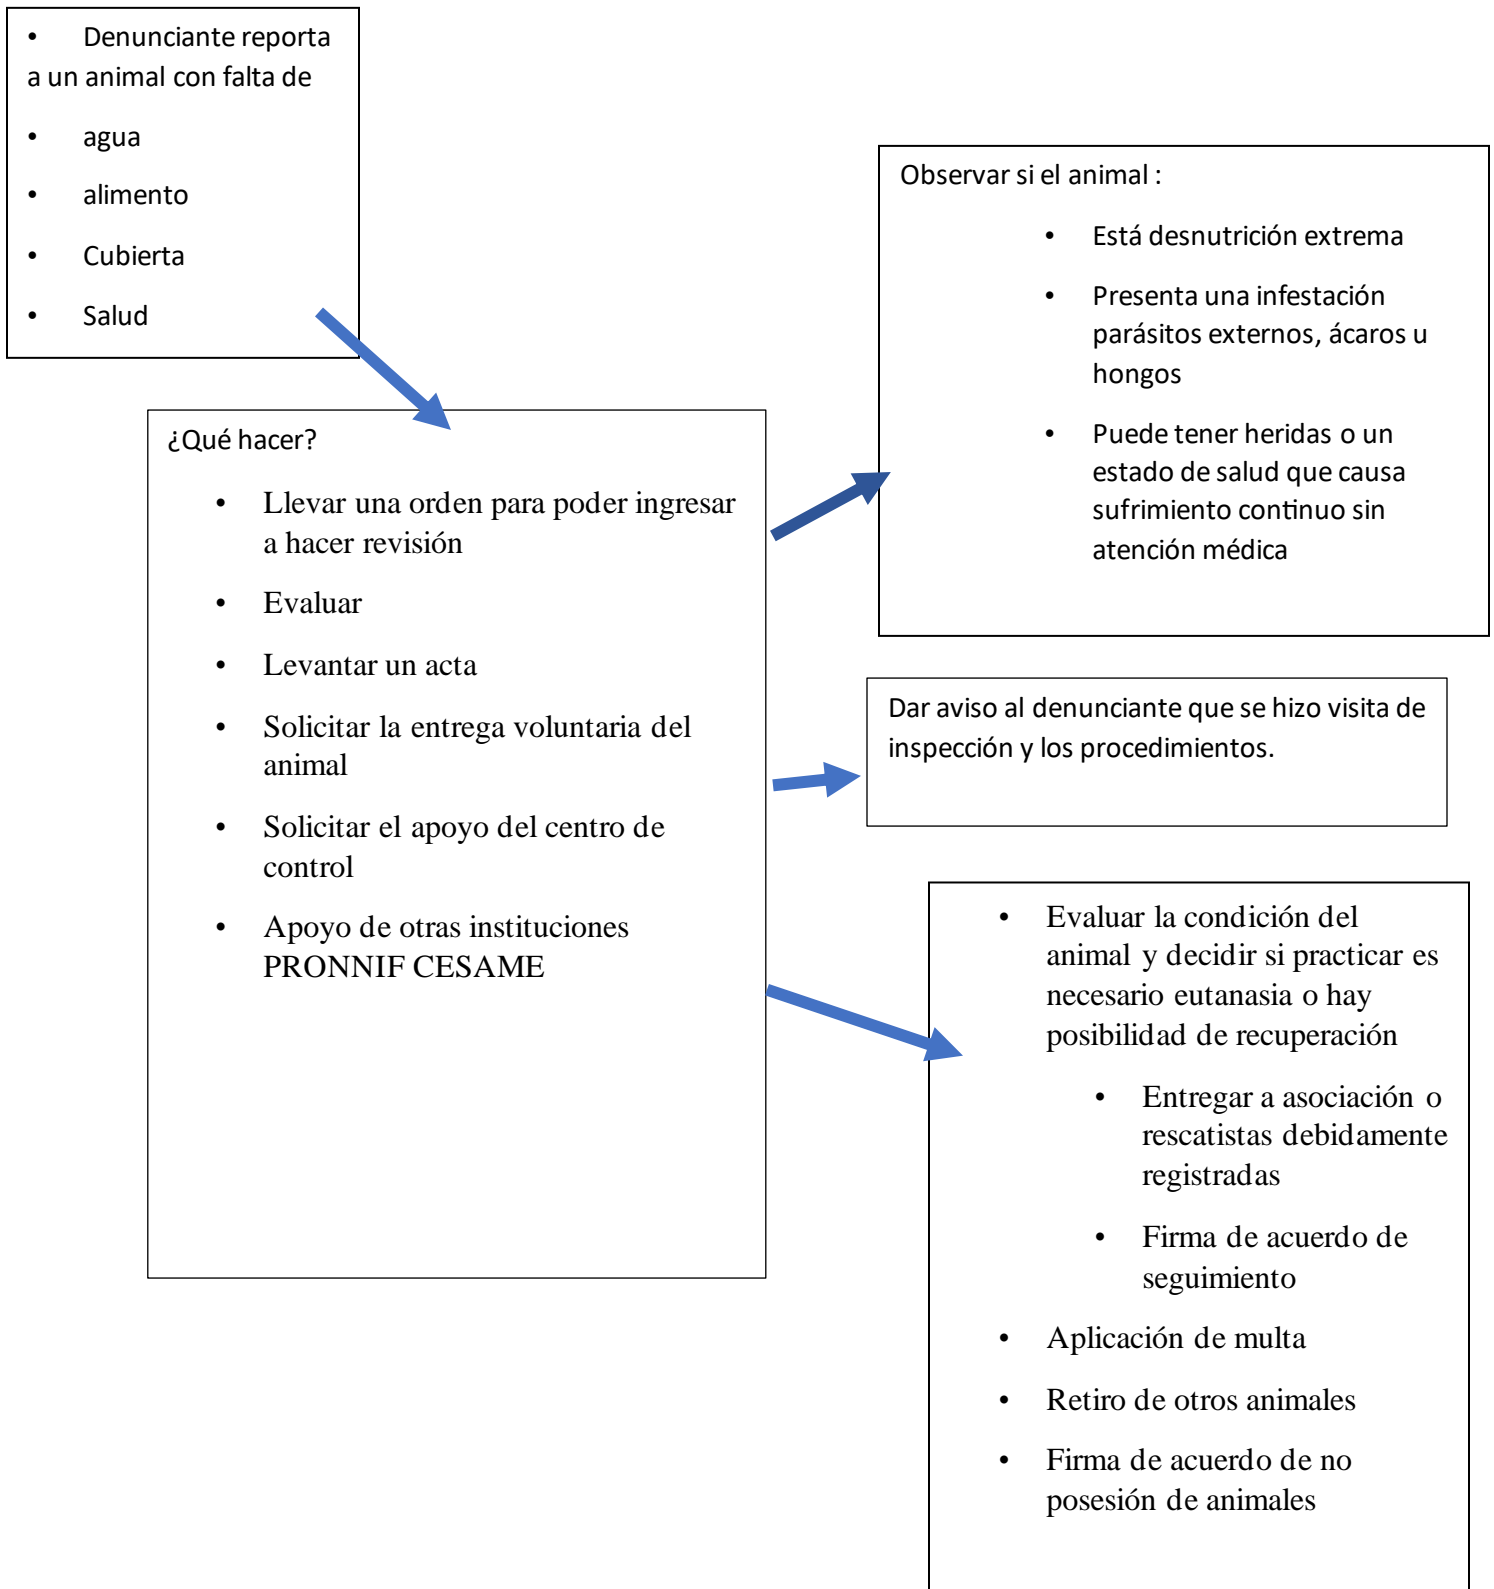 • Denunciante reporta
a un animal con falta de
• agua
• alimento
• Cubierta
• Salud
¿Qué hacer?
• Llevar una orden para poder ingresar
a hacer revisión
• Evaluar
• Levantar un acta
• Solicitar la entrega voluntaria del
animal
• Solicitar el apoyo del centro de
control
• Apoyo de otras instituciones
PRONNIF CESAME
Observar si el animal :
• Está desnutrición extrema
• Presenta una infestación
parásitos externos, ácaros u
hongos
• Puede tener heridas o un
estado de salud que causa
sufrimiento continuo sin
atención médica
Dar aviso al denunciante que se hizo visita de
inspección y los procedimientos.
• Evaluar la condición del
animal y decidir si practicar es
necesario eutanasia o hay
posibilidad de recuperación
• Entregar a asociación o
rescatistas debidamente
registradas
• Firma de acuerdo de
seguimiento
• Aplicación de multa
• Retiro de otros animales
• Firma de acuerdo de no
posesión de animales